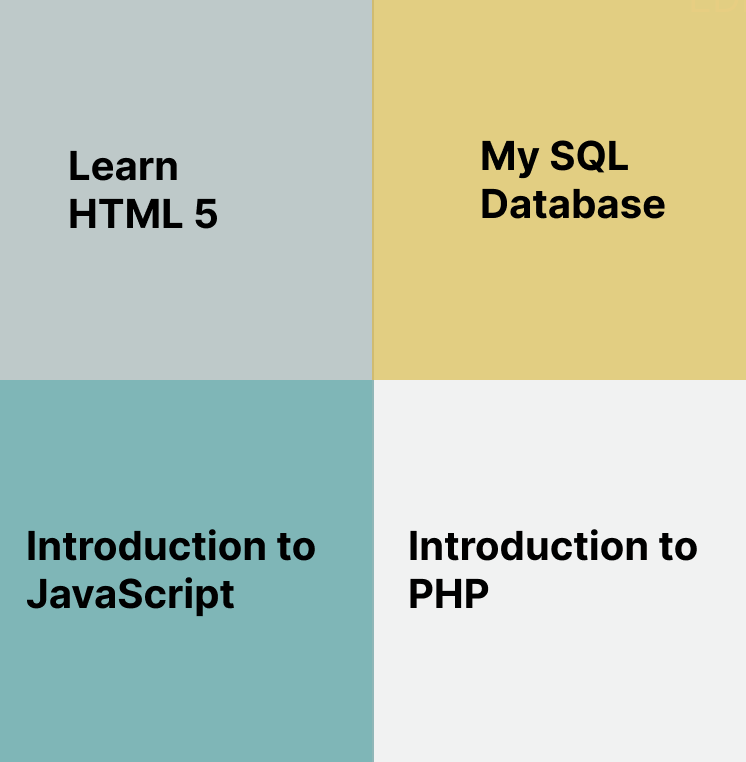 Learn
HTML 5
My SQL
Database
Introduction to
JavaScript
Introduction to
PHP